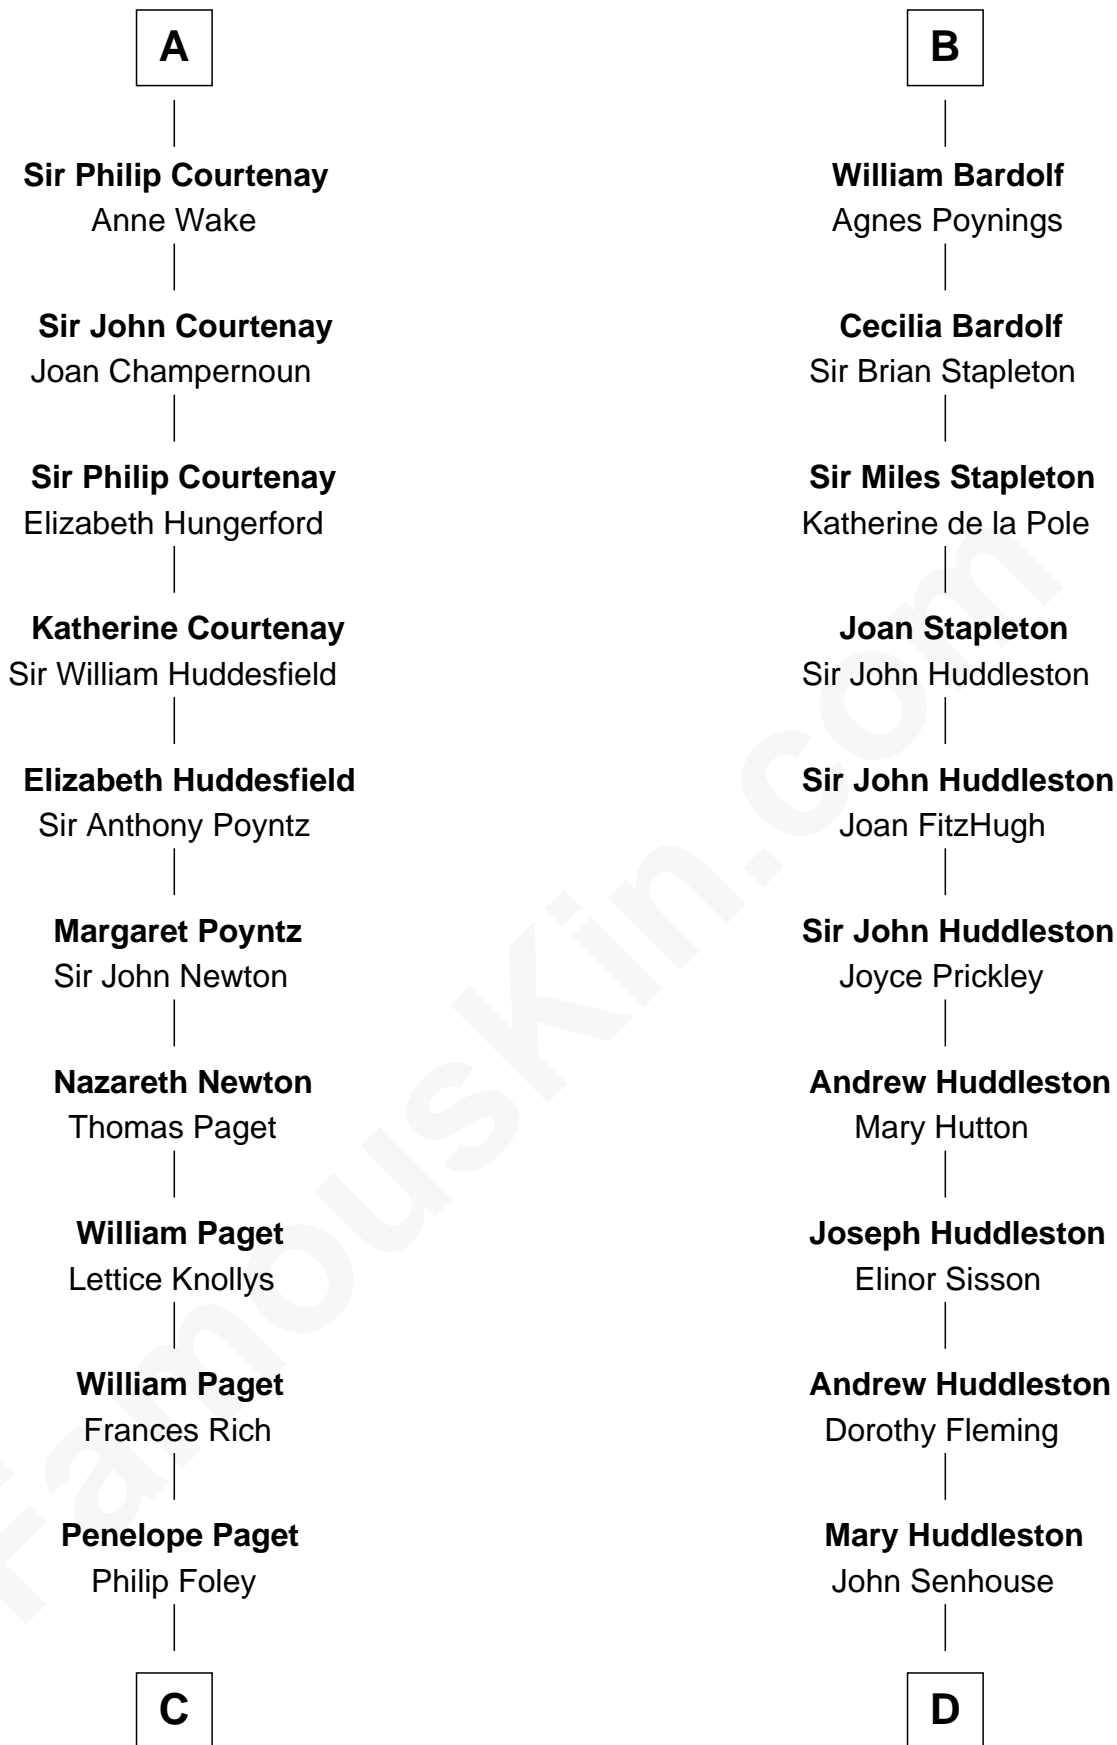 A
Sir Philip Courtenay
Anne Wake
Sir John Courtenay
Joan Champernoun
Sir Philip Courtenay
Elizabeth Hungerford
Katherine Courtenay
Sir William Huddesfield
Elizabeth Huddesfield
Sir Anthony Poyntz
Margaret Poyntz
Sir John Newton
Nazareth Newton
Thomas Paget
William Paget
Lettice Knollys
William Paget
Frances Rich
Penelope Paget
Philip Foley
C
B
William Bardolf
Agnes Poynings
Cecilia Bardolf
Sir Brian Stapleton
Sir Miles Stapleton
Katherine de la Pole
Joan Stapleton
Sir John Huddleston
Sir John Huddleston
Joan FitzHugh
Sir John Huddleston
Joyce Prickley
Andrew Huddleston
Mary Hutton
Joseph Huddleston
Elinor Sisson
Andrew Huddleston
Dorothy Fleming
Mary Huddleston
John Senhouse
D
FamousKin.com